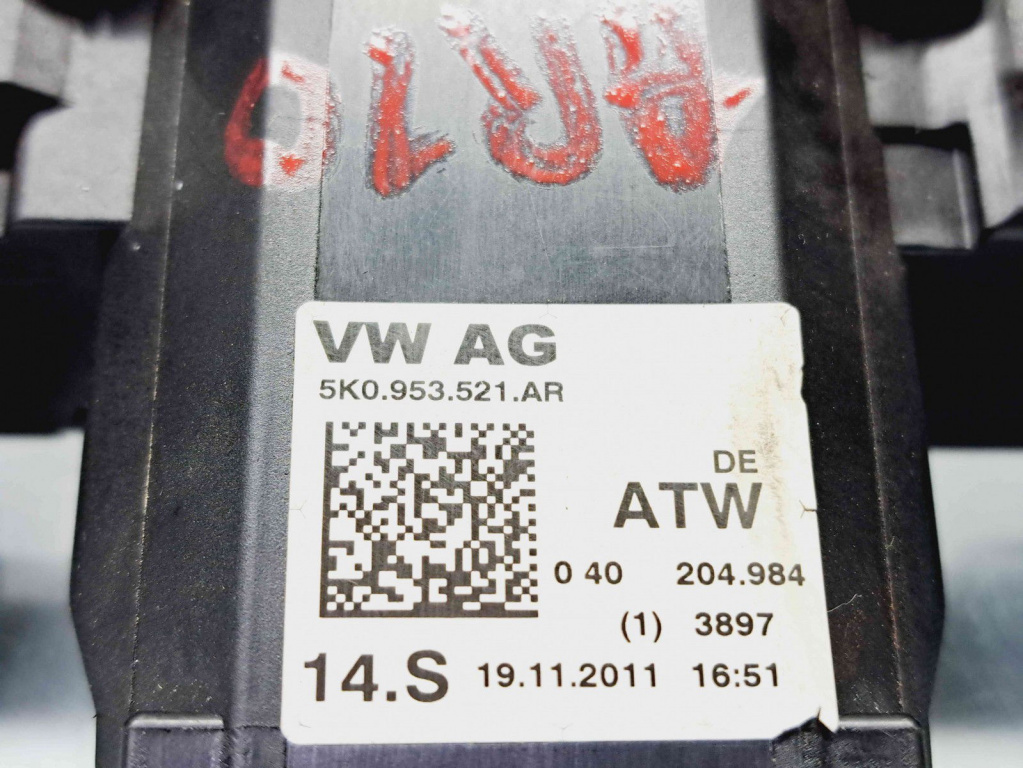 VW AG
5K0.953.521.AR
DE
ATW
0 40 204.984
(1) 3897
14.S 19.11.2011 16:51